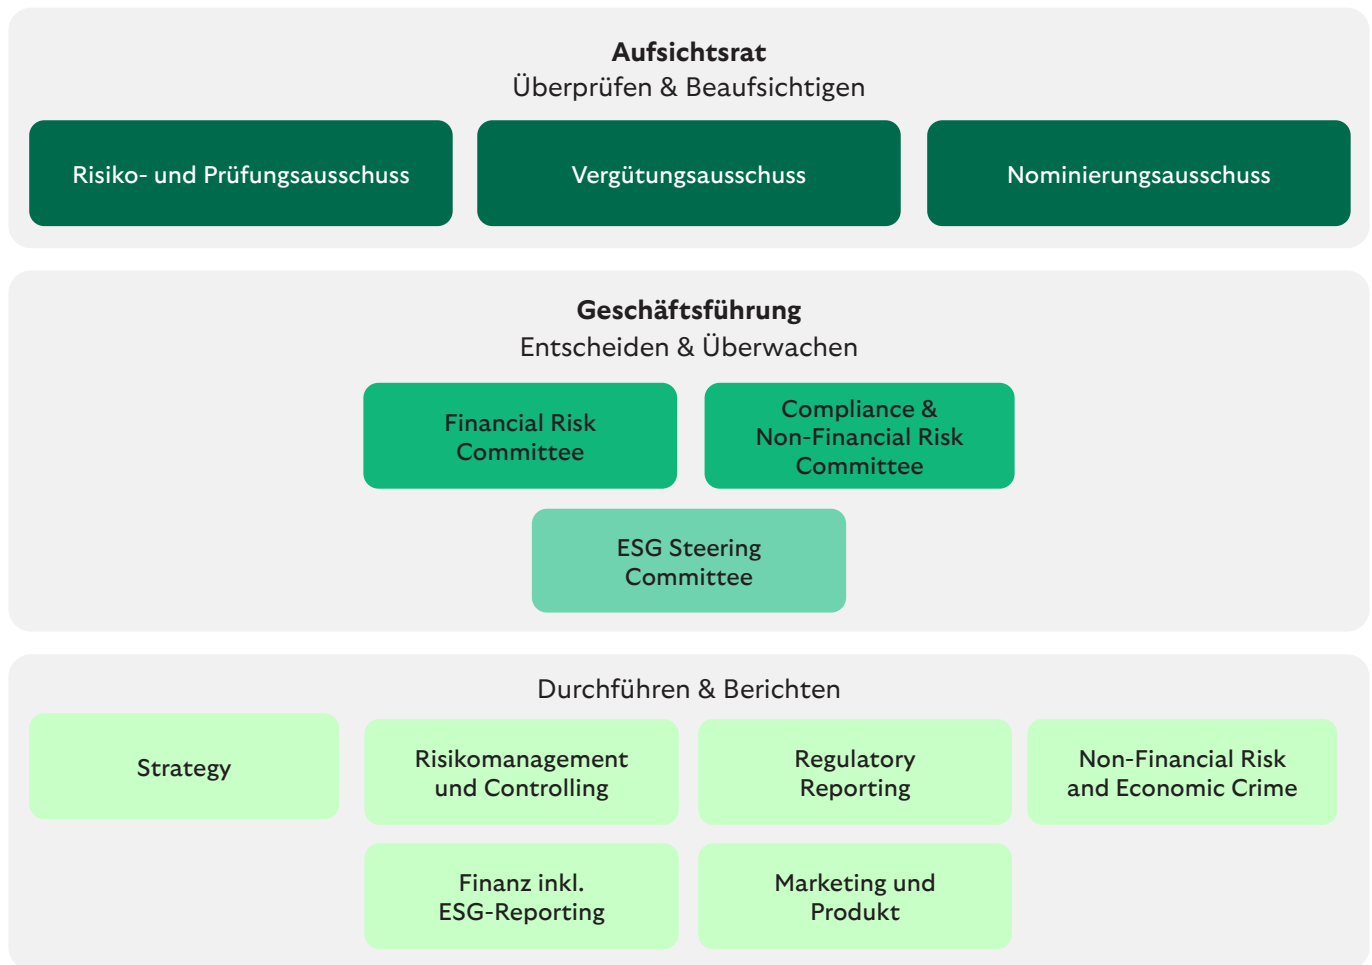 Aufsichtsrat
Überprüfen & Beaufsichtigen
Risiko- und Prüfungsausschuss
Vergütungsausschuss
Nominierungsausschuss
Geschäftsführung
Entscheiden & Überwachen
Financial Risk
Committee
Compliance &
Non-Financial Risk
Committee
ESG Steering
Committee
Durchführen & Berichten
Strategy
Risikomanagement
und Controlling
Regulatory
Reporting
Non-Financial Risk
and Economic Crime
Finanz inkl.
ESG-Reporting
Marketing und
Produkt